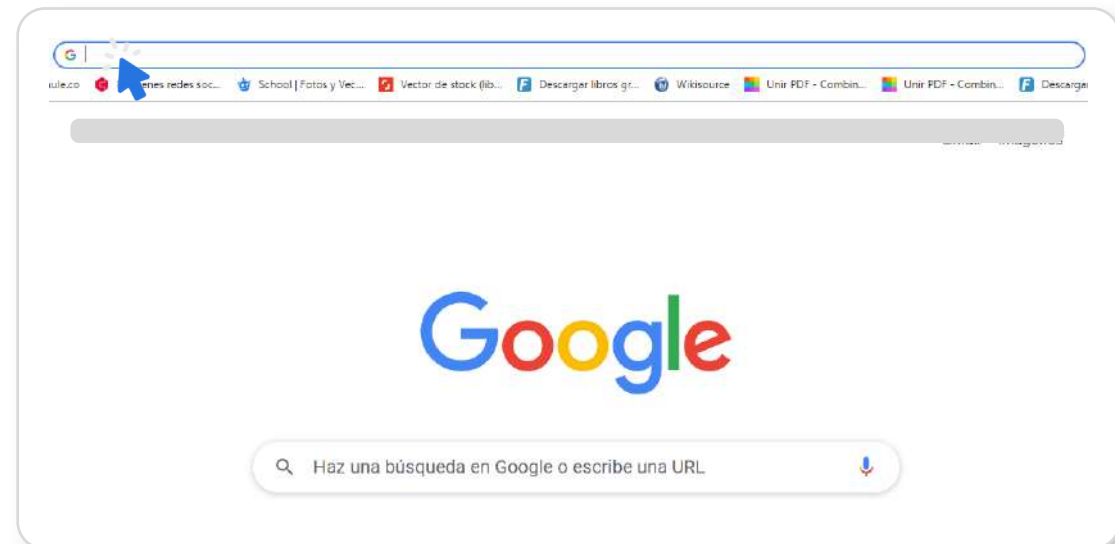 G
ule.co enes redes soc... School | Fotos y Vec... Vector de stock (lib... Descargar libros gr... Wikisource Unir PDF - Combin... Unir PDF - Combin... Descargar
Google
Haz una búsqueda en Google o escribe una URL